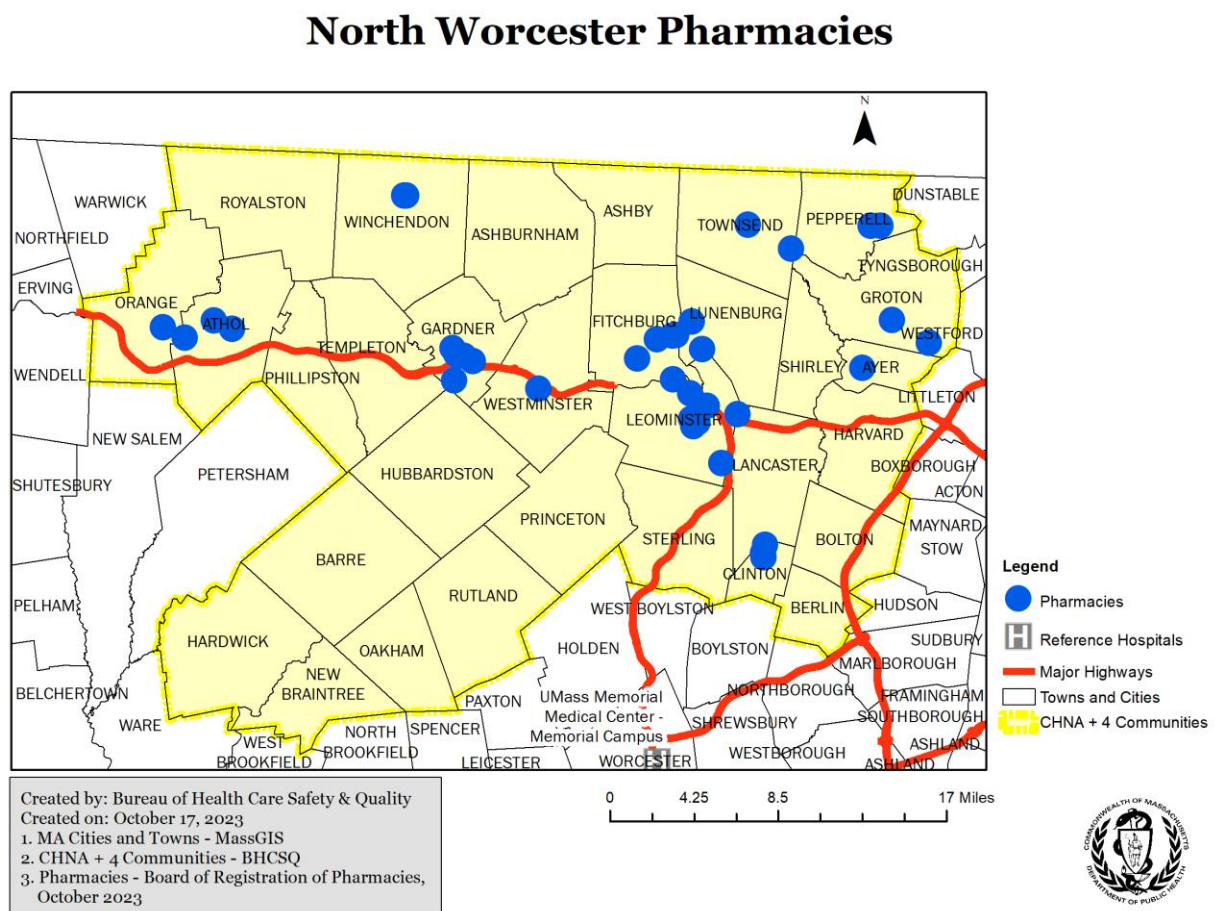 North Worcester Pharmacies
N
WARWICK
ROYALSTON
WINCHENDON
ASHBURNHAM
ASHBY
TOWNSEND
PEPPERELL
DUNSTABLE
NORTHFIELD
TYNGSBOROUGH
ERVING
ORANGE
ATHOL
GARDNER
FITCHBURG
LUNENBURG
GROTON
WESTFORD
TEMPLETON
WENDELL
PHILLIPSTON
WESTMINSTER
SHIRLEY
AYER
LITTLETON
NEW SALEM
LEOMINSTER
HARVARD
SHUTESBURY
PETERSHAM
HUBBARDSTON
LANCASTER
BOXBOROUGH
ACTON
PRINCETON
MAYNARD
BARRE
STERLING
BOLTON
STOW
CLINTON
PELHAM
RUTLAND
WEST BOYLSTON
BERLIN
HUDSON
HARDWICK
OAKHAM
HOLDEN
BOYLSTON
SUDBURY
MARLBOROUGH
NEW
BRAINTREE
BELCHERTOWN
PAXTON
NORTHBOROUGH
FRAMINGHAM
UMass Memorial
Medical Center -
Memorial Campus
WARE
SPENCER
SHREWSBURY
SOUTHBOROUGH
WEST
BROOKFIELD
NORTH
BROOKFIELD
LEICESTER
WORCESTER
H
WESTBOROUGH
ASHLAND
ASHLAND
Legend
Pharmacies
H Reference Hospitals
Major Highways
Towns and Cities
CHNA + 4 Communities
Created by: Bureau of Health Care Safety & Quality
Created on: October 17, 2023
1. MA Cities and Towns - MassGIS
2. CHNA + 4 Communities - BHCSQ
3. Pharmacies - Board of Registration of Pharmacies,
October 2023
0 4.25 8.5 17 Miles
COMMONWEALTH OF MASSACHUSETTS
DEPARTMENT OF PUBLIC HEALTH